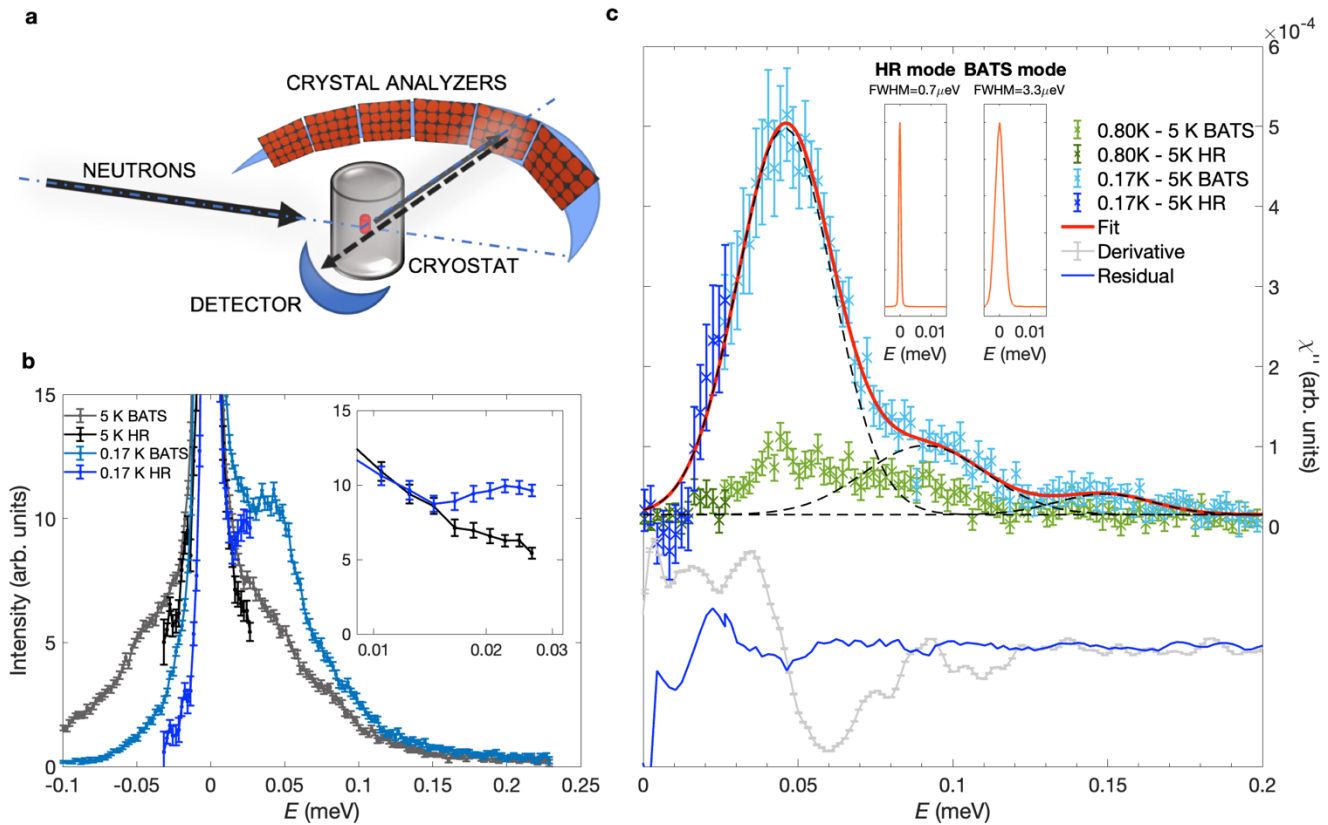 a
CRYSTAL ANALYZERS
NEUTRONS
CRYOSTAT
DETECTOR
b
15
10
5
0
Intensity (arb. units)
5 K BATS
5 K HR
0.17 K BATS
0.17 K HR
15
10
5
0
0.01 0.02 0.03
-0.1 -0.05 0 0.05 0.1 0.15 0.2 0.25
E (meV)
c
×10⁻⁴
6
5
4
3
2
1
0
χ'' (arb. units)
HR mode BATS mode
FWHM=0.7μeV FWHM=3.3μeV
0 0.01 0 0.01
E (meV) E (meV)
0.80K - 5 K BATS
0.80K - 5K HR
0.17K - 5K BATS
0.17K - 5K HR
Fit
Derivative
Residual
0 0.05 0.1 0.15 0.2
E (meV)